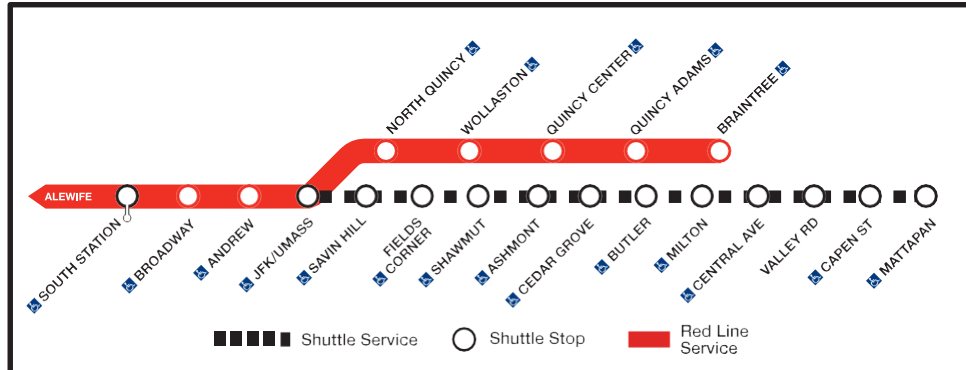 NORTH QUINCY
WOLLASTON
QUINCY CENTER
QUINCY ADAMS
BRAINTREE
ALEWIFE
SOUTH STATION
BROADWAY
ANDREW
JFK/UMASS
SAVIN HILL
FIELDS
CORNER
SHAWMUT
ASHMONT
CEDAR GROVE
BUTLER
MILTON
CENTRAL AVE
VALLEY RD
CAPEN ST
MATTAPAN
Shuttle Service
Shuttle Stop
Red Line
Service